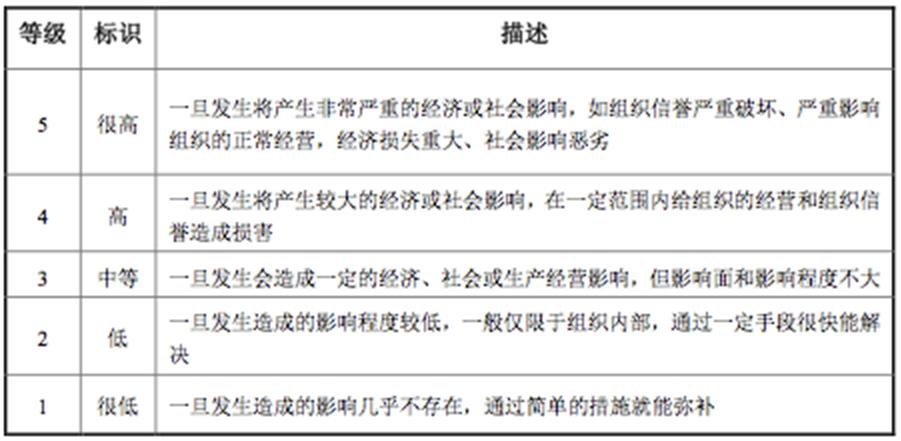 等级 标识 描述
5 很高 一旦发生将产生非常严重的经济或社会影响，如组织信誉严重破坏、严重影响
组织的正常经营，经济损失重大、社会影响恶劣
4 高 一旦发生将产生较大的经济或社会影响，在一定范围内给组织的经营和组织信
誉造成损害
3 中等 一旦发生会造成一定的经济、社会或生产经营影响，但影响面和影响程度不大
2 低 一旦发生造成的影响程度较低，一般仅限于组织内部，通过一定手段很快能解
决
1 很低 一旦发生造成的影响几乎不存在，通过简单的措施就能弥补